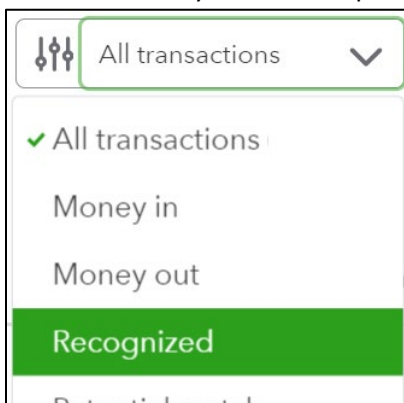 All transactions
All transactions
Money in
Money out
Recognized